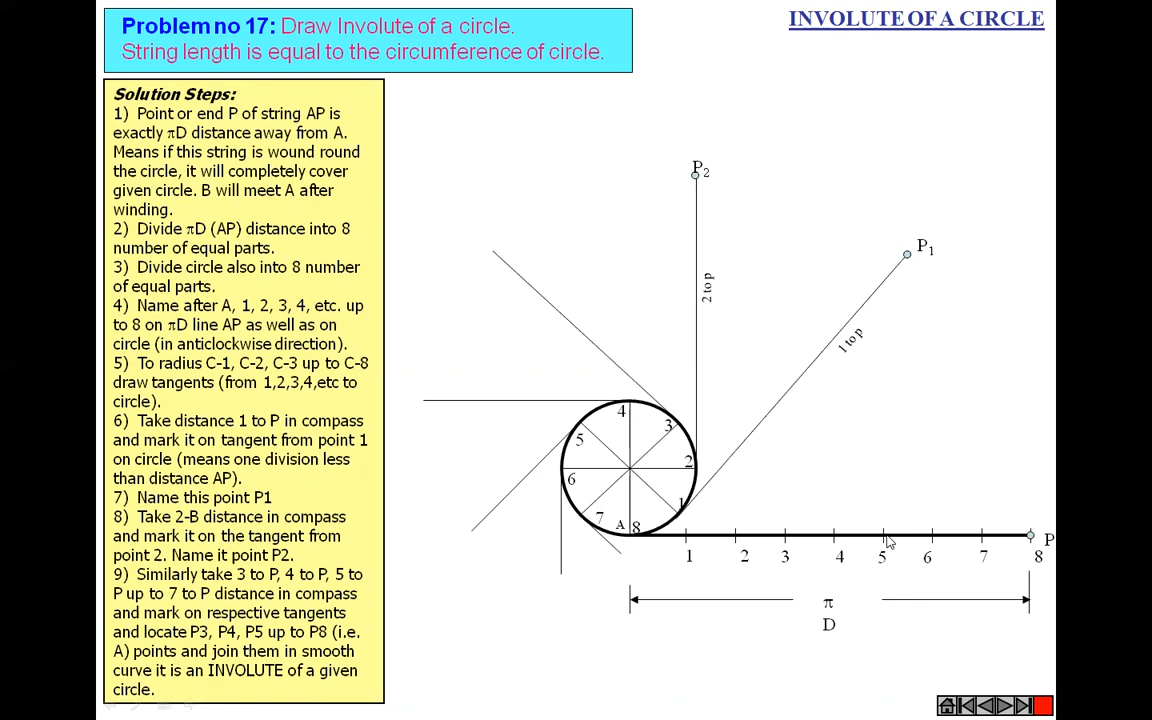 Problem no 17: Draw Involute of a circle.
String length is equal to the circumference of circle.
INVOLUTE OF A CIRCLE
Solution Steps:
1) Point or end P of string AP is
exactly πD distance away from A.
Means if this string is wound round
the circle, it will completely cover
given circle. B will meet A after
winding.
2) Divide πD (AP) distance into 8
number of equal parts.
3) Divide circle also into 8 number
of equal parts.
4) Name after A, 1, 2, 3, 4, etc. up
to 8 on πD line AP as well as on
circle (in anticlockwise direction).
5) To radius C-1, C-2, C-3 up to C-8
draw tangents (from 1,2,3,4,etc to
circle).
6) Take distance 1 to P in compass
and mark it on tangent from point 1
on circle (means one division less
than distance AP).
7) Name this point P1
8) Take 2-B distance in compass
and mark it on the tangent from
point 2. Name it point P2.
9) Similarly take 3 to P, 4 to P, 5 to
P up to 7 to P distance in compass
and mark on respective tangents
and locate P3, P4, P5 up to P8 (i.e.
A) points and join them in smooth
curve it is an INVOLUTE of a given
circle.
P2
P1
2 to p
1 to p
4
3
5
2
6
1
7
A 8
P
1 2 3 4 5 6 7 8
π
D